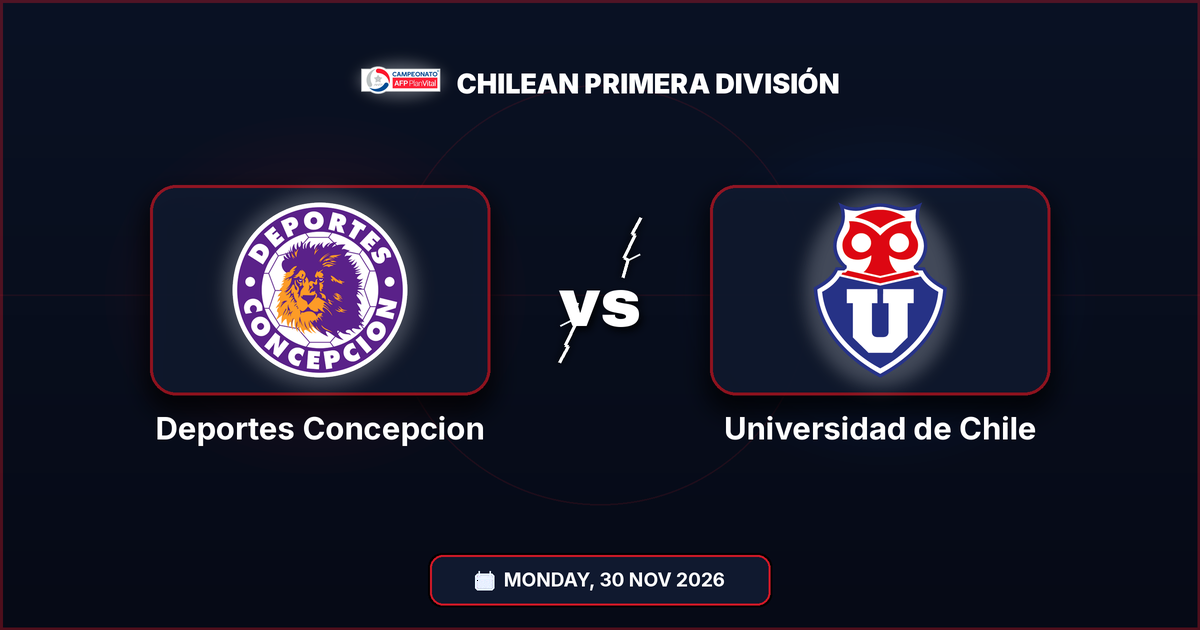 CAMPEONATO
AFP PlanVital
CHILEAN PRIMERA DIVISIÓN
DEPORTES
CONCEPCION
VS
U
Deportes Concepcion
Universidad de Chile
MONDAY, 30 NOV 2026